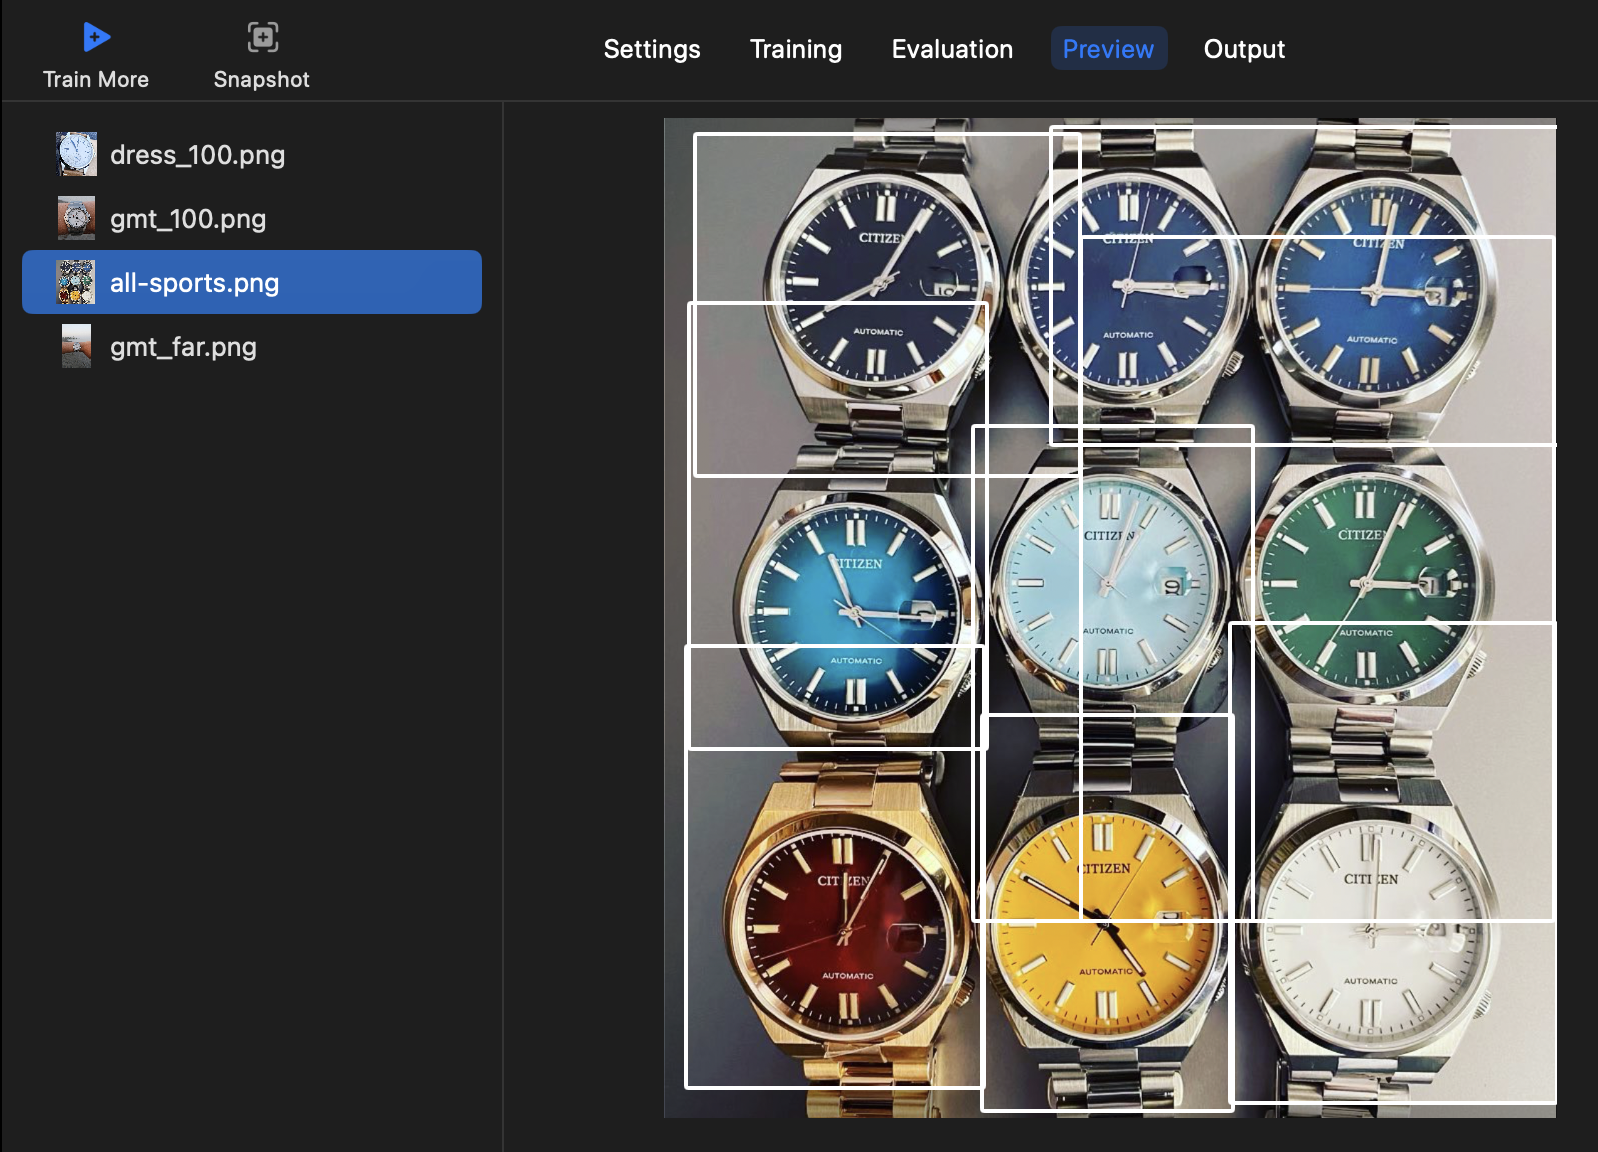 Train More
Snapshot
Settings
Training
Evaluation
Preview
Output
dress_100.png
gmt_100.png
all-sports.png
gmt_far.png
CITIZEN
AUTOMATIC
CITIZEN
AUTOMATIC
CITIZEN
AUTOMATIC
CITIZEN
AUTOMATIC
CITIZEN
AUTOMATIC
CITIZEN
AUTOMATIC
CITIZEN
AUTOMATIC
CITIZEN
AUTOMATIC
CITIZEN
AUTOMATIC